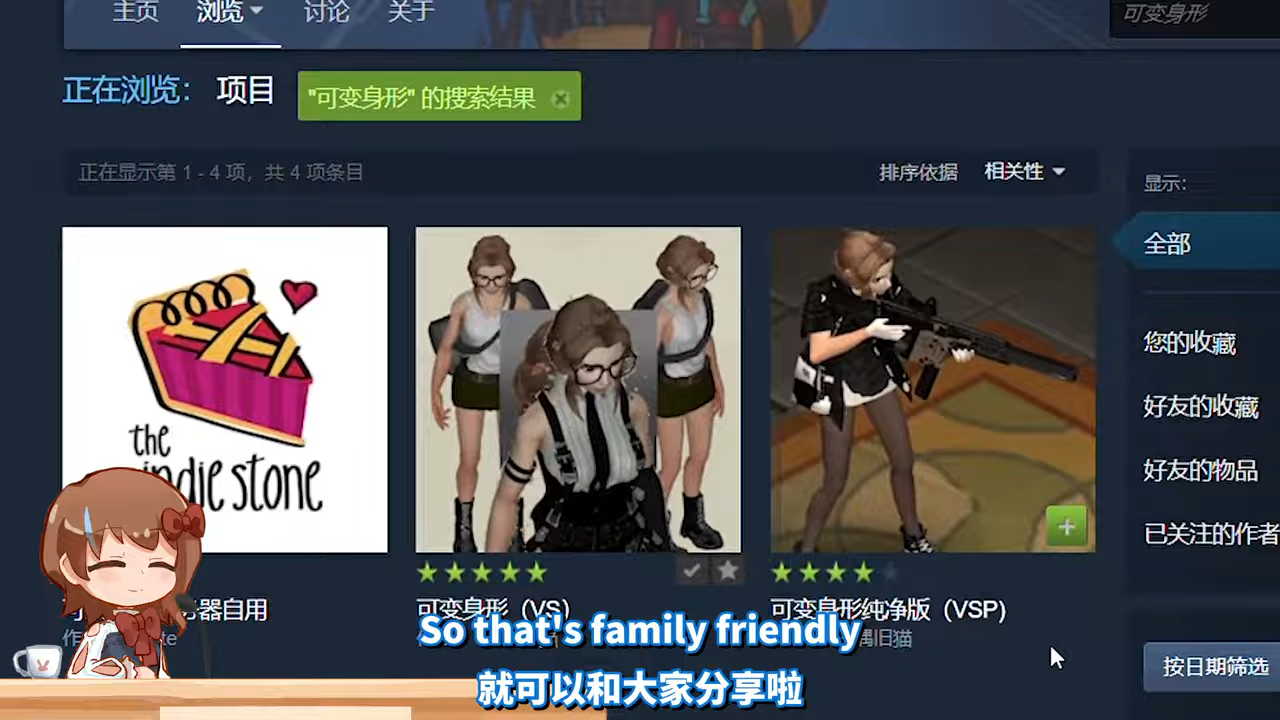 主页 浏览 讨论 关于
可变身形
正在浏览： 项目 "可变身形" 的搜索结果
正在显示第 1 - 4 项，共 4 项条目
排序依据 相关性
显示:
全部
您的收藏
好友的收藏
好友的物品
已关注的作者
按日期筛选
the
indie stone
器自用
可变身形（VS）
可变身形纯净版（VSP）
偶旧猫
So that's family friendly
就可以和大家分享啦